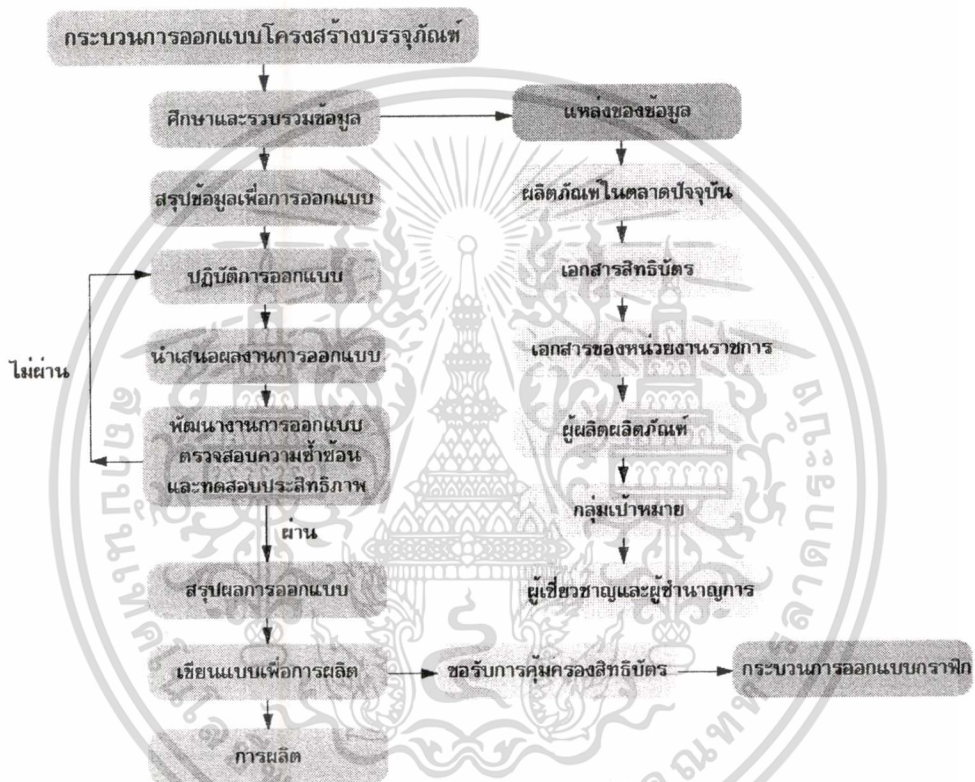 กระบวนการออกแบบโครงสร้างบรรจุภัณฑ์
ศึกษาและรวบรวมข้อมูล
แหล่งของข้อมูล
สรุปข้อมูลเพื่อการออกแบบ
ผลิตภัณฑ์ในตลาดปัจจุบัน
ปฏิบัติการออกแบบ
เอกสารสิทธิบัตร
นำเสนอผลงานการออกแบบ
เอกสารของหน่วยงานราชการ
ไม่ผ่าน
พัฒนางานการออกแบบ
ตรวจสอบความซ้ำซ้อน
และทดสอบประสิทธิภาพ
ผู้ผลิตผลิตภัณฑ์
กลุ่มเป้าหมาย
ผ่าน
สรุปผลการออกแบบ
ผู้เชี่ยวชาญและผู้ชำนาญการ
เขียนแบบเพื่อการผลิต
ขอรับการคุ้มครองสิทธิบัตร
กระบวนการออกแบบกราฟิก
การผลิต